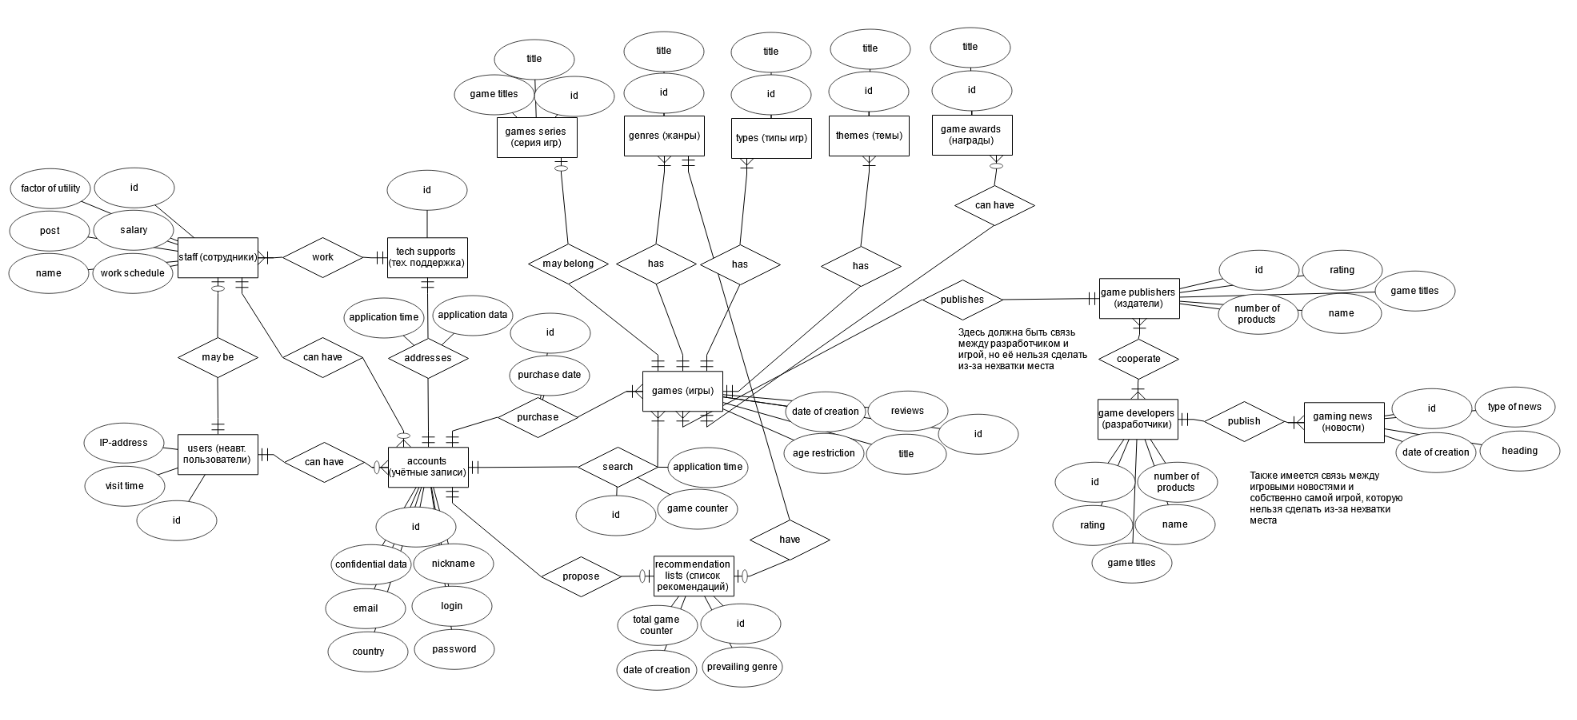 title
title
title
title
title
game titles
id
id
id
id
id
games series
(серия игр)
genres (жанры)
types (типы игр)
themes (темы)
game awards
(награды)
factor of utility
id
id
can have
post
salary
staff (сотрудники)
work
tech supports
(тех. поддержка)
may belong
has
has
has
name
work schedule
publishes
game publishers
(издатели)
id
rating
game titles
number of
products
name
application time
application data
id
Здесь должна быть связь
между разработчиком и
игрой, но её нельзя сделать
из-за нехватки места
may be
can have
addresses
cooperate
purchase date
games (игры)
purchase
date of creation
reviews
id
age restriction
title
game developers
(разработчики)
publish
gaming news
(новости)
id
type of news
date of creation
heading
IP-address
users (неавт.
пользователи)
can have
accounts
(учётные записи)
search
application time
visit time
id
id
game counter
id
number of
products
rating
name
game titles
Также имеется связь между
игровыми новостями и
собственно самой игрой, которую
нельзя сделать из-за нехватки
места
id
have
confidential data
nickname
propose
recommendation
lists (список
рекомендаций)
email
login
total game
counter
id
country
password
date of creation
prevailing genre